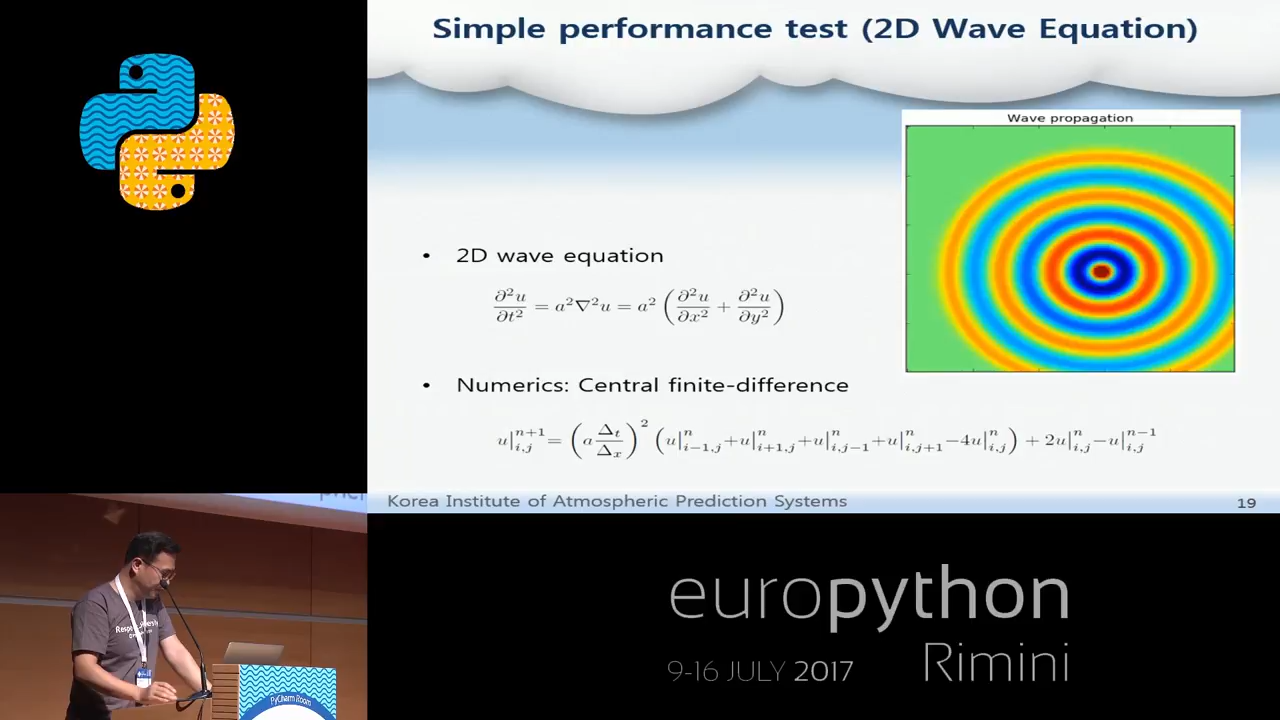 Simple performance test (2D Wave Equation)
Wave propagation
• 2D wave equation
∂²u/∂t² = a²∇²u = a² (∂²u/∂x² + ∂²u/∂y²)
• Numerics: Central finite-difference
u|ⁿ⁺¹ᵢ,ⱼ = (a Δt/Δx)² (u|ⁿᵢ₋₁,ⱼ + u|ⁿᵢ₊₁,ⱼ + u|ⁿᵢ,ⱼ₋₁ + u|ⁿᵢ,ⱼ₊₁ − 4u|ⁿᵢ,ⱼ) + 2u|ⁿᵢ,ⱼ − u|ⁿ⁻¹ᵢ,ⱼ
Korea Institute of Atmospheric Prediction Systems
19
PyCharm Room
europython
Rimini
9-16 JULY 2017